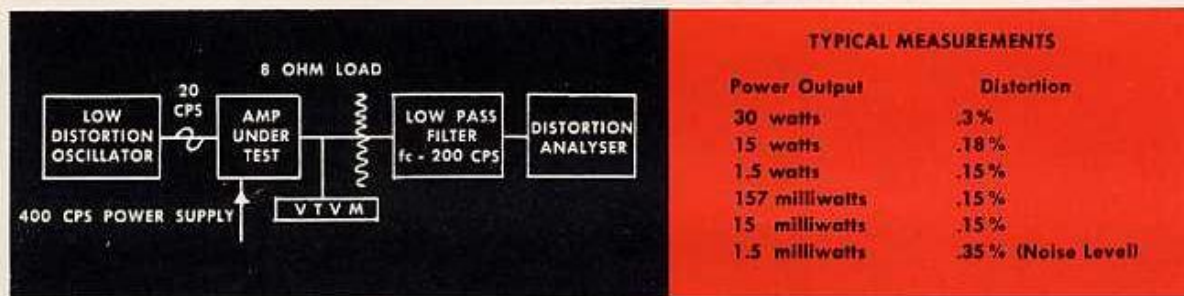 8 OHM LOAD
20
CPS
LOW
DISTORTION
OSCILLATOR
AMP
UNDER
TEST
LOW PASS
FILTER
fc - 200 CPS
DISTORTION
ANALYSER
VTVM
400 CPS POWER SUPPLY
TYPICAL MEASUREMENTS
Power Output Distortion
30 watts .3%
15 watts .18%
1.5 watts .15%
157 milliwatts .15%
15 milliwatts .15%
1.5 milliwatts .35% (Noise Level)